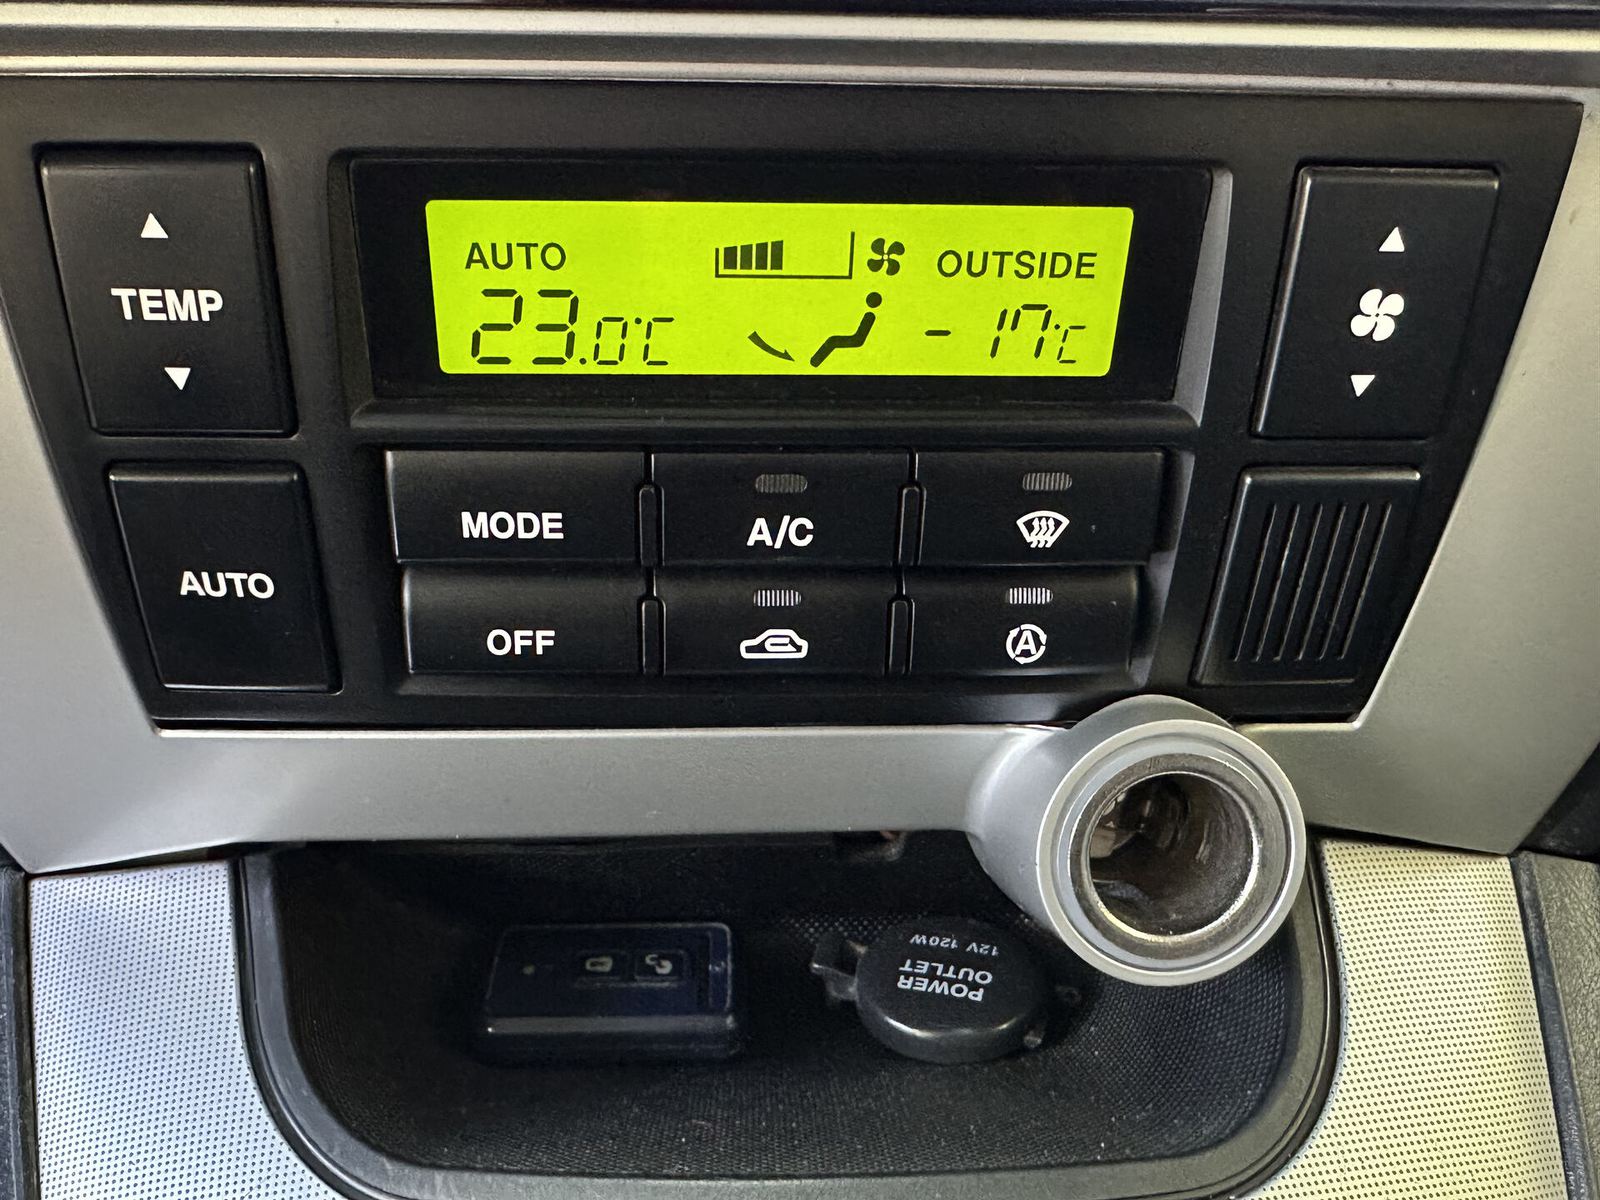 AUTO
OUTSIDE
23.0°C
-17°C
TEMP
MODE
A/C
AUTO
OFF
A
POWER
OUTLET
12V 120W